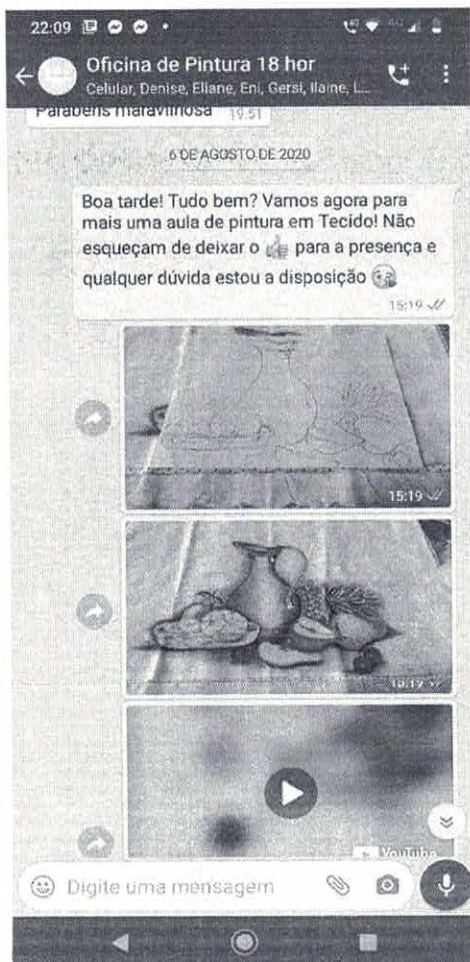 22:09
Oficina de Pintura 18 hor
Celular, Denise, Eliane, Eni, Gersi, Ilaine, L...
Parabéns maravilhosa 19:51
6 DE AGOSTO DE 2020
Boa tarde! Tudo bem? Vamos agora para
mais uma aula de pintura em Tecido! Não
esqueçam de deixar o 👍 para a presença e
qualquer dúvida estou a disposição 😘
15:19
15:19
15:19
YouTube
Digite uma mensagem